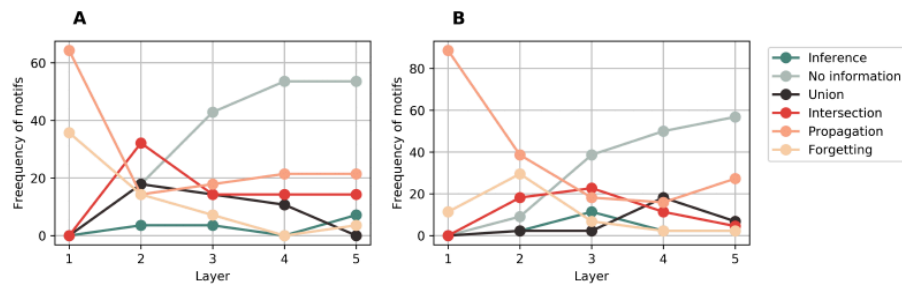 A
B
Freequency of motifs
60
40
20
0
1 2 3 4 5
Layer
Freequency of motifs
100
80
60
40
20
0
1 2 3 4 5
Layer
Inference
No information
Union
Intersection
Propagation
Forgetting